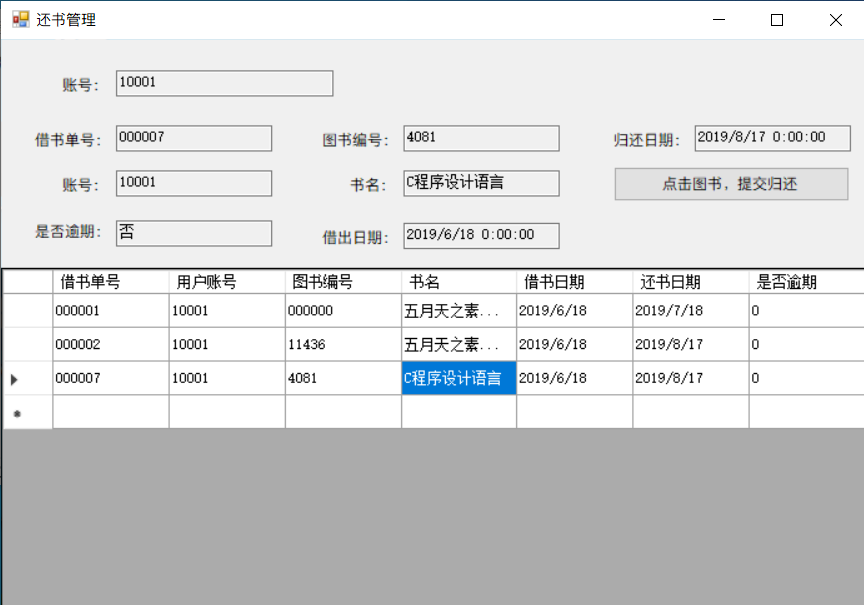 还书管理
账号： 10001
借书单号： 000007 图书编号： 4081 归还日期： 2019/8/17 0:00:00
账号： 10001 书名： C程序设计语言 点击图书，提交归还
是否逾期： 否 借出日期： 2019/6/18 0:00:00
借书单号 用户账号 图书编号 书名 借书日期 还书日期 是否逾期
000001 10001 000000 五月天之素... 2019/6/18 2019/7/18 0
000002 10001 11436 五月天之素... 2019/6/18 2019/8/17 0
000007 10001 4081 C程序设计语言 2019/6/18 2019/8/17 0